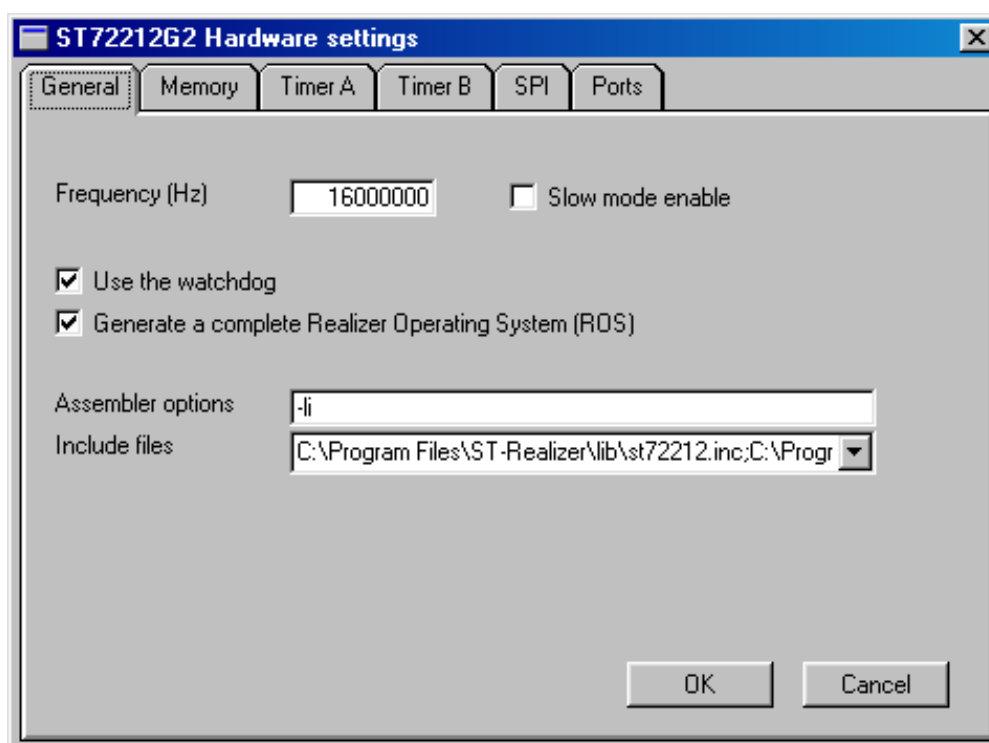 ST72212G2 Hardware settings
General Memory Timer A Timer B SPI Ports
Frequency (Hz) 16000000 Slow mode enable
Use the watchdog
Generate a complete Realizer Operating System (ROS)
Assembler options -li
Include files C:\Program Files\ST-Realizer\lib\st72212.inc;C:\Progr
OK Cancel